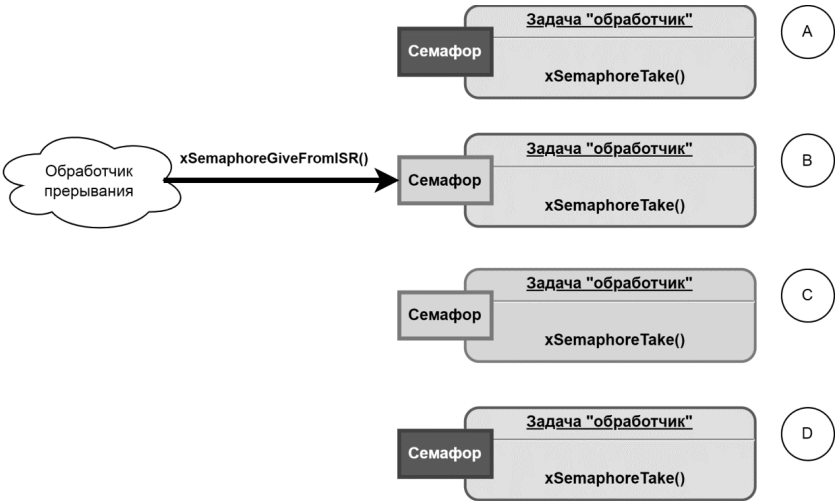 Задача "обработчик"
A
Семафор
xSemaphoreTake()
xSemaphoreGiveFromISR()
Задача "обработчик"
B
Обработчик
прерывания
Семафор
xSemaphoreTake()
Задача "обработчик"
C
Семафор
xSemaphoreTake()
Задача "обработчик"
D
Семафор
xSemaphoreTake()